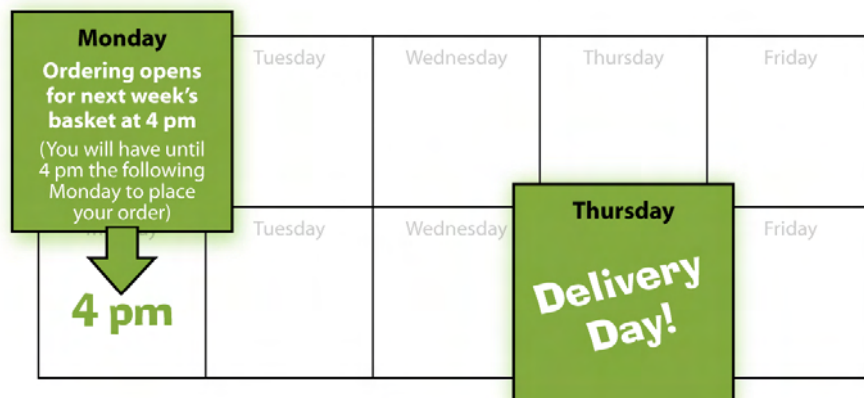 Monday
Ordering opens
for next week's
basket at 4 pm
(You will have until
4 pm the following
Monday to place
your order)
Tuesday
Wednesday
Thursday
Friday
Tuesday
Wednesday
Thursday
Delivery
Day!
Friday
4 pm